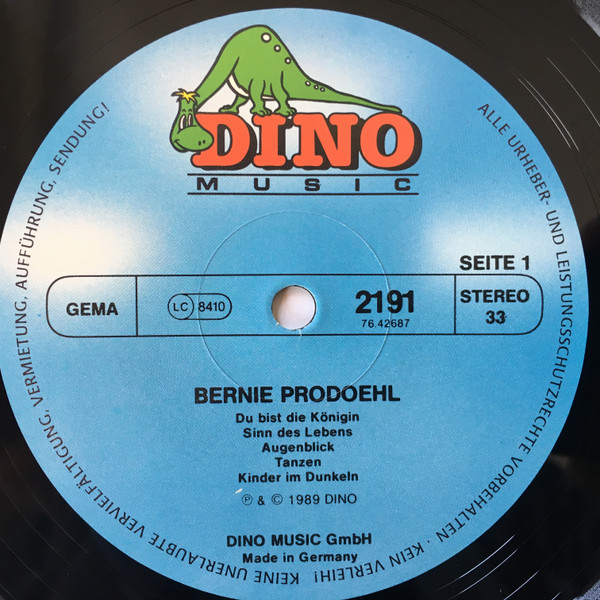 DINO
MUSIC
SEITE 1
GEMA
LC 8410
2191
76.42687
STEREO
33
BERNIE PRODOEHL
Du bist die Königin
Sinn des Lebens
Augenblick
Tanzen
Kinder im Dunkeln
℗ & © 1989 DINO
DINO MUSIC GmbH
Made in Germany
ALLE URHEBER- UND LEISTUNGSSCHUTZRECHTE VORBEHALTEN · KEIN VERLEIH! KEINE UNERLAUBTE VERVIELFÄLTIGUNG, VERMIETUNG, AUFFÜHRUNG, SENDUNG!